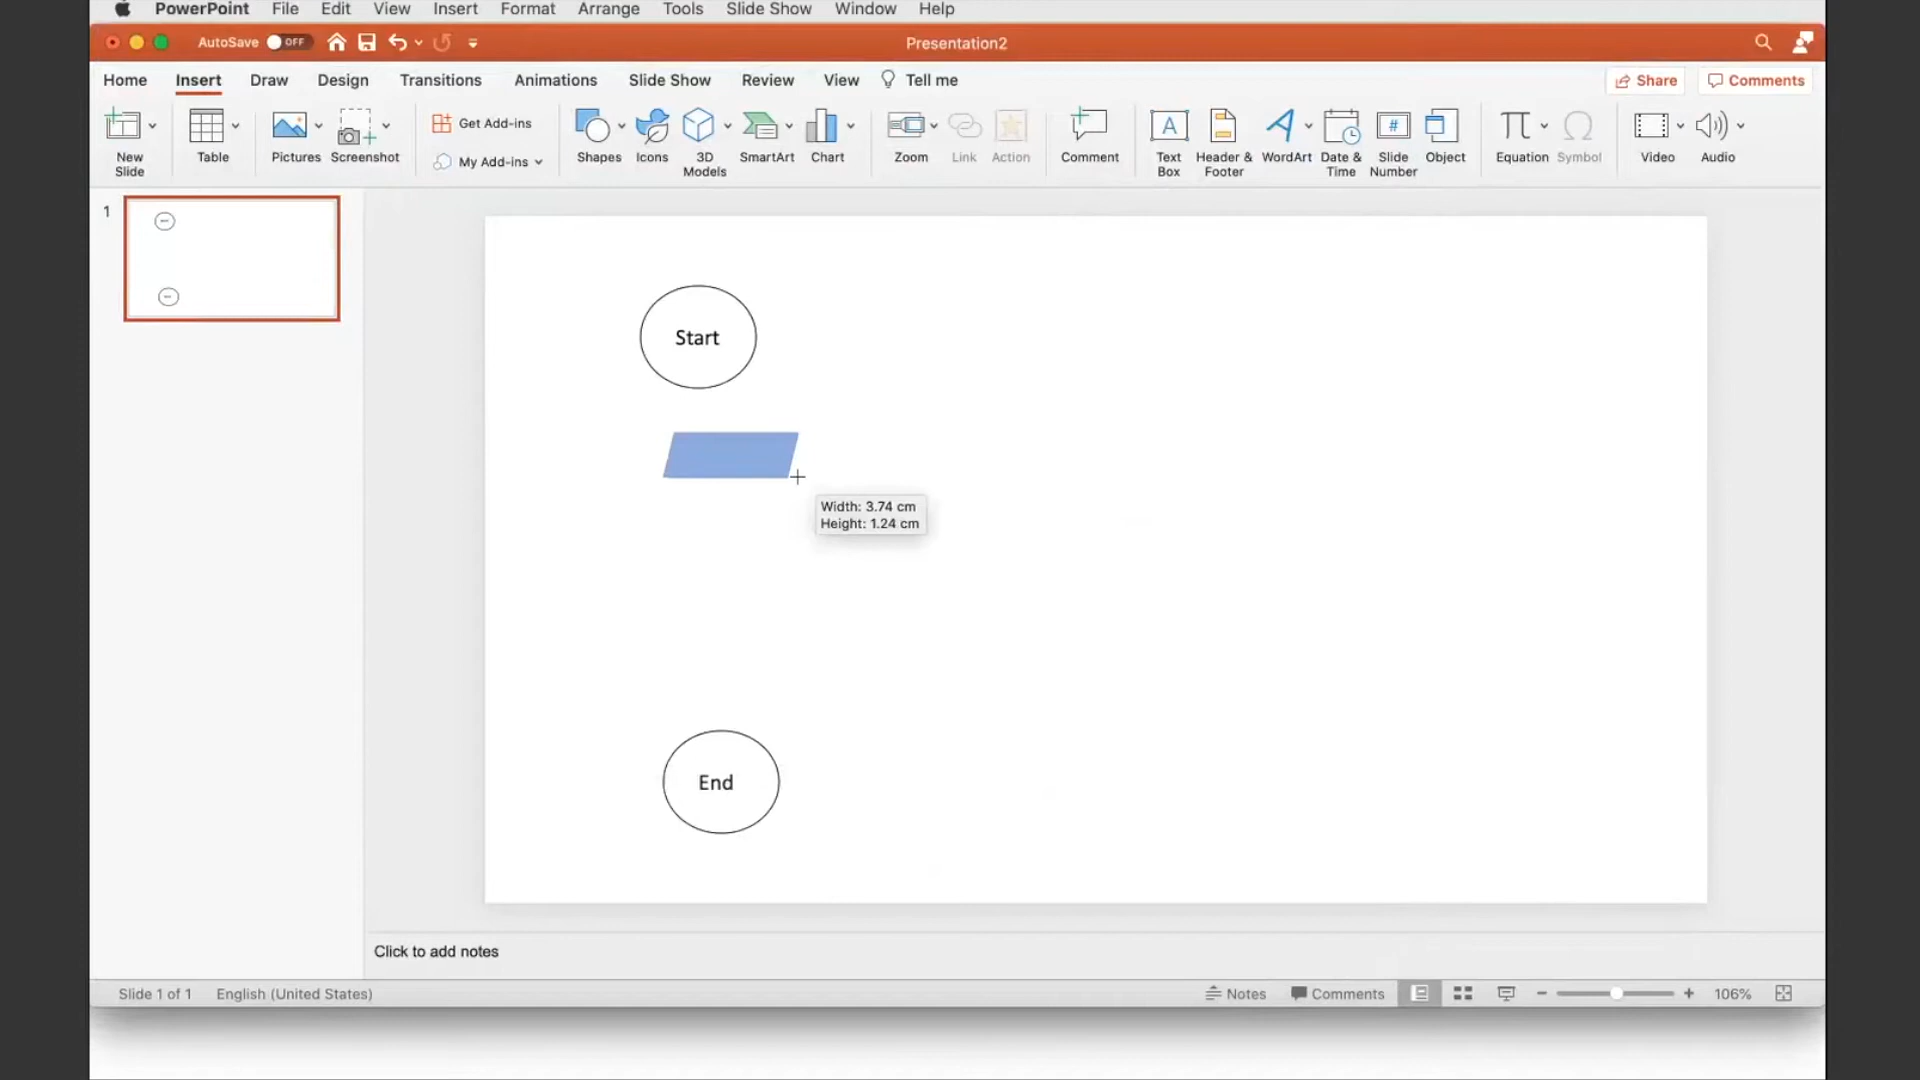 PowerPoint File Edit View Insert Format Arrange Tools Slide Show Window Help
AutoSave OFF Presentation2
Home Insert Draw Design Transitions Animations Slide Show Review View Tell me Share Comments
New Slide
Table
Pictures
Screenshot
Get Add-ins
My Add-ins
Shapes
Icons
3D Models
SmartArt
Chart
Zoom
Link
Action
Comment
Text Box
Header & Footer
WordArt
Date & Time
Slide Number
Object
Equation
Symbol
Video
Audio
1
Start
Width: 3.74 cm
Height: 1.24 cm
End
Click to add notes
Slide 1 of 1 English (United States) Notes Comments 106%